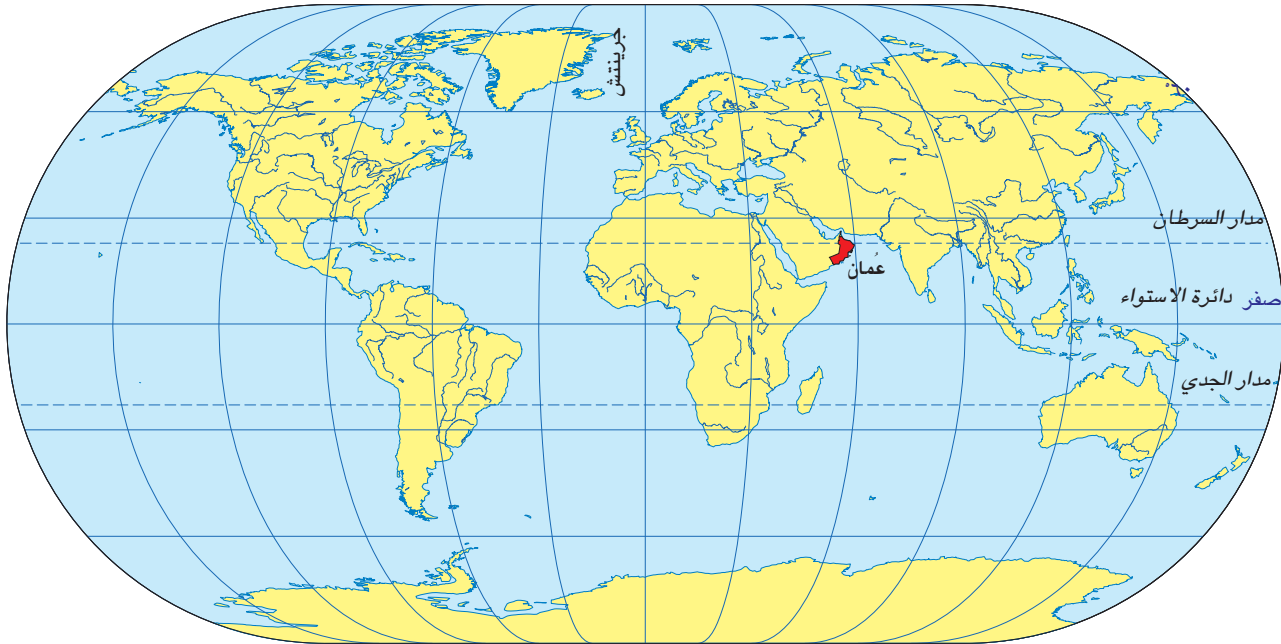 جرينتش
مدار السرطان
عُمان
صفر دائرة الاستواء
مدار الجدي